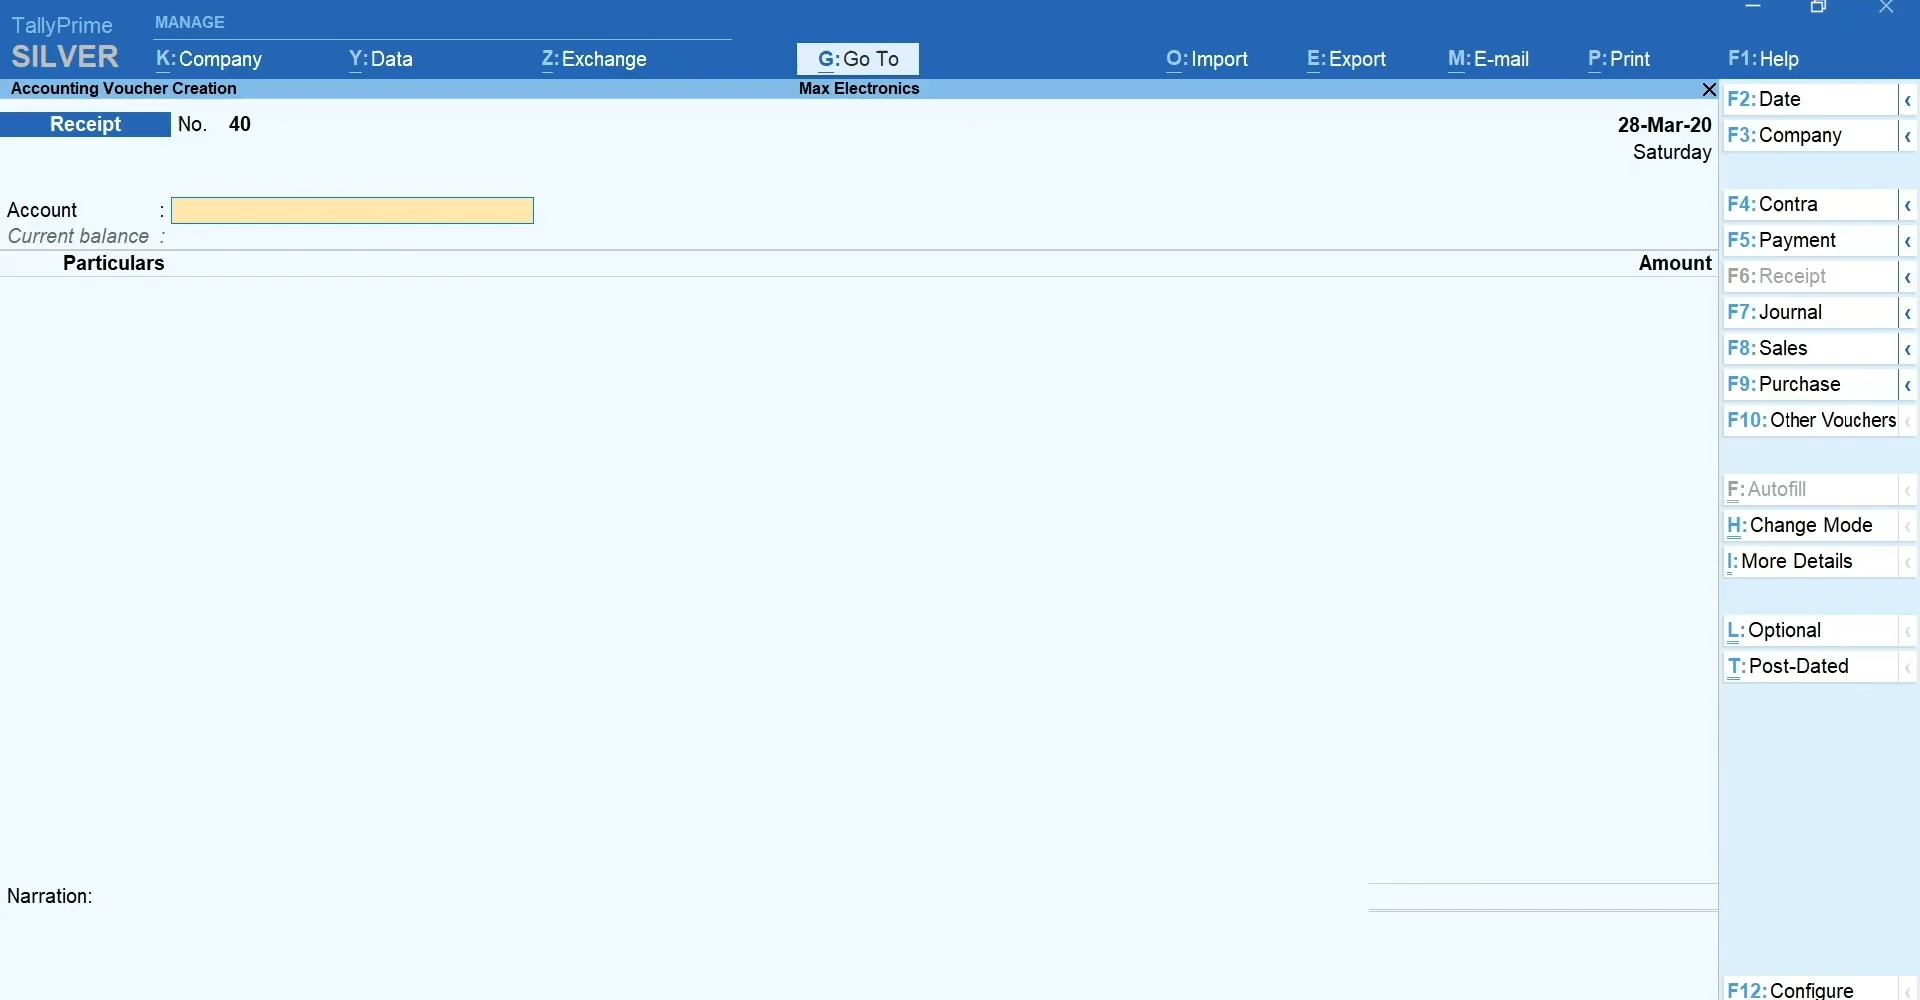 TallyPrime
SILVER
MANAGE
K: Company
Y: Data
Z: Exchange
G: Go To
O: Import
E: Export
M: E-mail
P: Print
F1: Help
Accounting Voucher Creation
Max Electronics
Receipt No. 40
28-Mar-20
Saturday
Account :
Current balance :
Particulars
Amount
Narration:
F2: Date
F3: Company
F4: Contra
F5: Payment
F6: Receipt
F7: Journal
F8: Sales
F9: Purchase
F10: Other Vouchers
F: Autofill
H: Change Mode
I: More Details
L: Optional
T: Post-Dated
F12: Configure